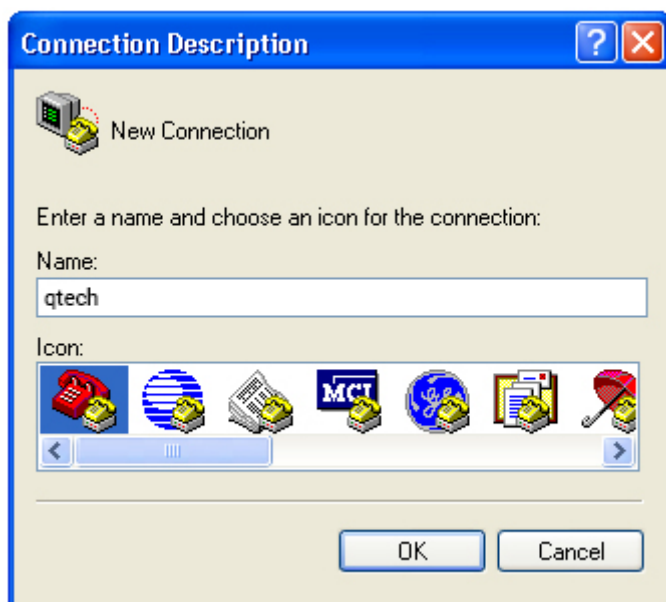 Connection Description
New Connection
Enter a name and choose an icon for the connection:
Name:
qtech
Icon:
MCI
OK Cancel